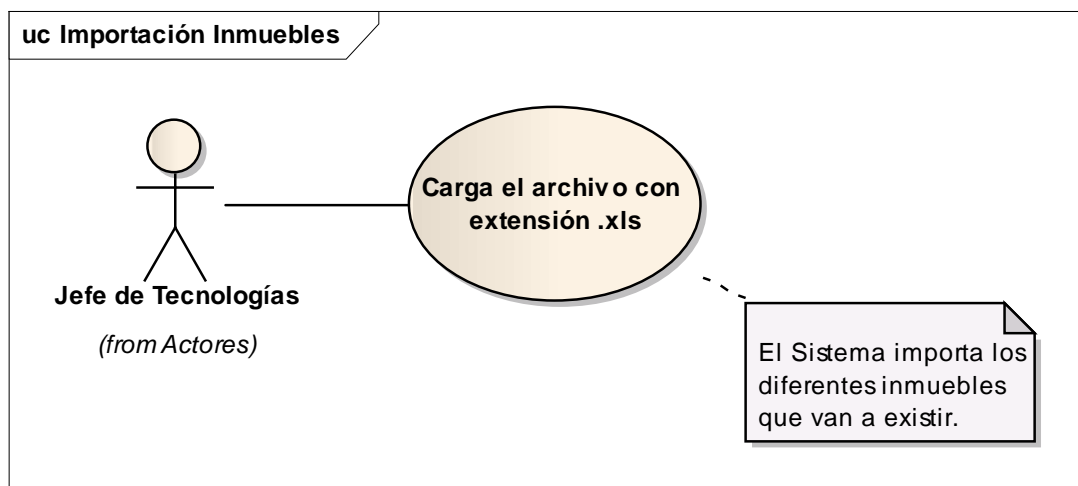 uc Importación Inmuebles
Carga el archivo con
extensión .xls
Jefe de Tecnologías
(from Actores)
El Sistema importa los
diferentes inmuebles
que van a existir.